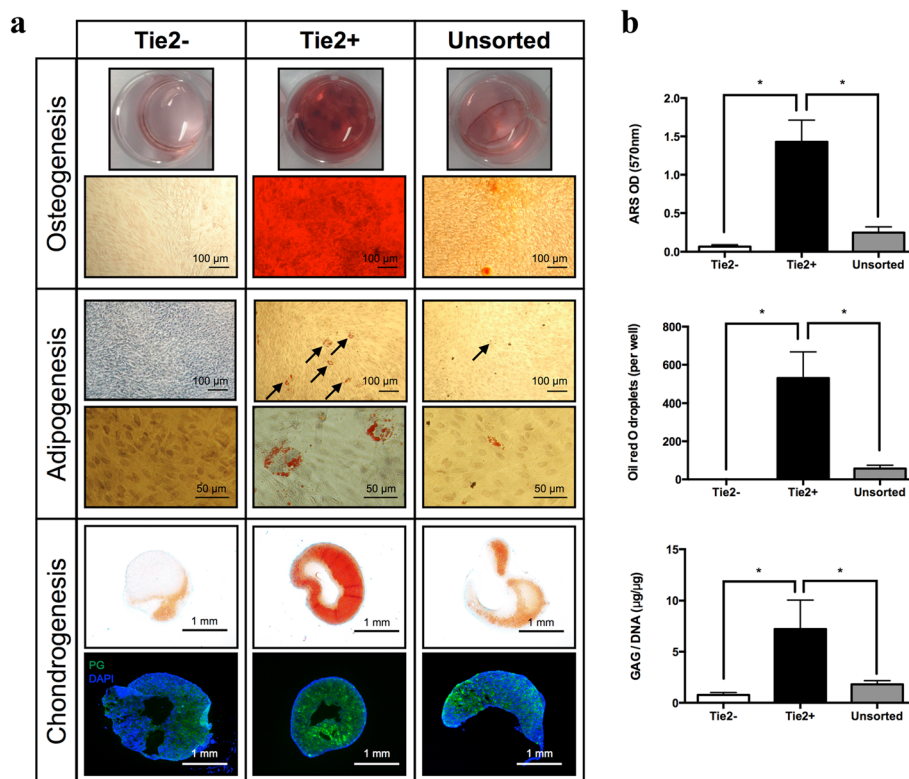 a
Tie2-
Tie2+
Unsorted
Osteogenesis
100 µm
100 µm
100 µm
Adipogenesis
100 µm
100 µm
100 µm
50 µm
50 µm
50 µm
Chondrogenesis
1 mm
1 mm
1 mm
PG
DAPI
1 mm
1 mm
1 mm
b
* *
2.0
1.5
1.0
0.5
0.0
ARS OD (570nm)
Tie2- Tie2+ Unsorted
* *
800
600
400
200
0
Oil red O droplets (per well)
Tie2- Tie2+ Unsorted
* *
15
10
5
0
GAG / DNA (µg/µg)
Tie2- Tie2+ Unsorted